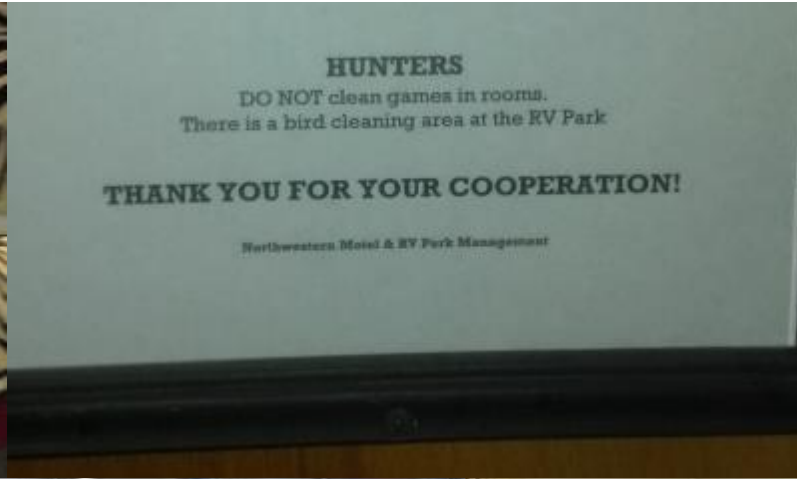 HUNTERS
DO NOT clean games in rooms.
There is a bird cleaning area at the RV Park
THANK YOU FOR YOUR COOPERATION!
Northwestern Motel & RV Park Management